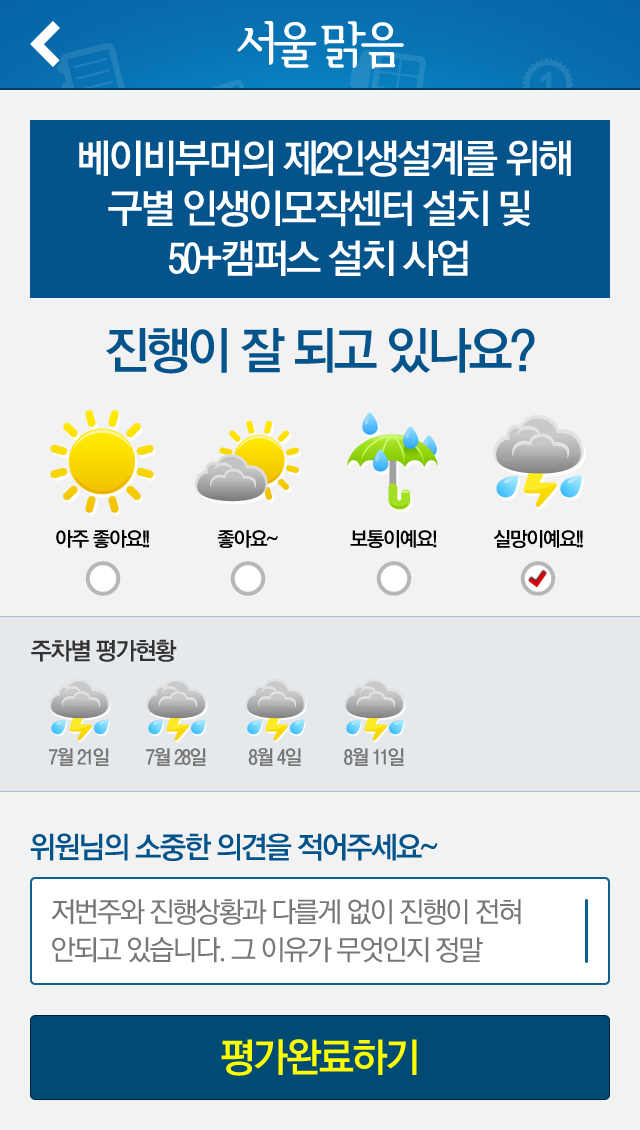 서울 맑음
베이비부머의 제2인생설계를 위해
구별 인생이모작센터 설치 및
50+캠퍼스 설치 사업
진행이 잘 되고 있나요?
아주 좋아요!! 좋아요~ 보통이예요! 실망이예요!!
주차별 평가현황
7월 21일 7월 28일 8월 4일 8월 11일
위원님의 소중한 의견을 적어주세요~
저번주와 진행상황과 다를게 없이 진행이 전혀
안되고 있습니다. 그 이유가 무엇인지 정말
평가완료하기